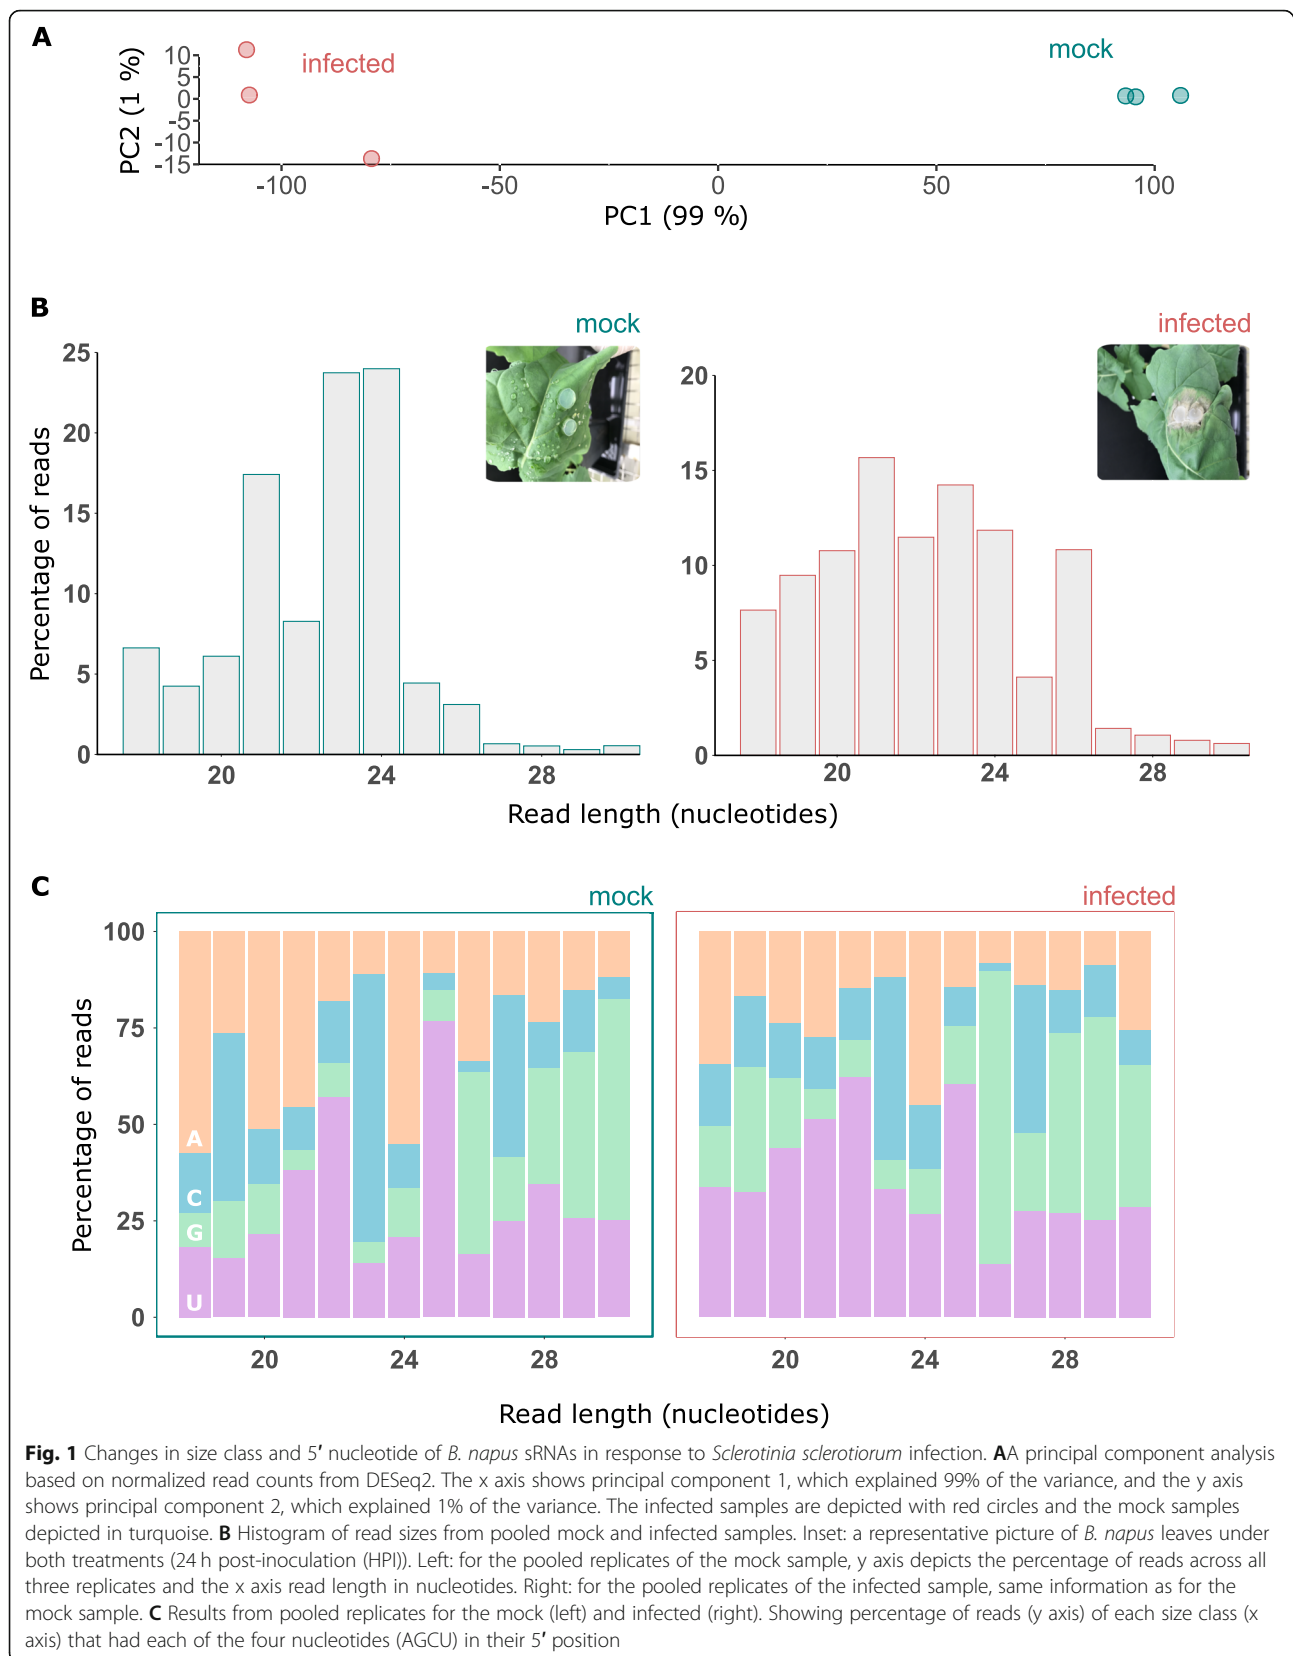 A
infected
mock
10
5
0
-5
-10
-15
PC2 (1 %)
-100
-50
0
50
100
PC1 (99 %)
B
mock
infected
25
20
15
10
5
0
Percentage of reads
20
24
28
20
15
10
5
0
20
24
28
Read length (nucleotides)
C
mock
infected
100
75
50
25
0
Percentage of reads
A
C
G
U
20
24
28
20
24
28
Read length (nucleotides)
Fig. 1 Changes in size class and 5′ nucleotide of B. napus sRNAs in response to Sclerotinia sclerotiorum infection. AA principal component analysis
based on normalized read counts from DESeq2. The x axis shows principal component 1, which explained 99% of the variance, and the y axis
shows principal component 2, which explained 1% of the variance. The infected samples are depicted with red circles and the mock samples
depicted in turquoise. B Histogram of read sizes from pooled mock and infected samples. Inset: a representative picture of B. napus leaves under
both treatments (24 h post-inoculation (HPI)). Left: for the pooled replicates of the mock sample, y axis depicts the percentage of reads across all
three replicates and the x axis read length in nucleotides. Right: for the pooled replicates of the infected sample, same information as for the
mock sample. C Results from pooled replicates for the mock (left) and infected (right). Showing percentage of reads (y axis) of each size class (x
axis) that had each of the four nucleotides (AGCU) in their 5′ position